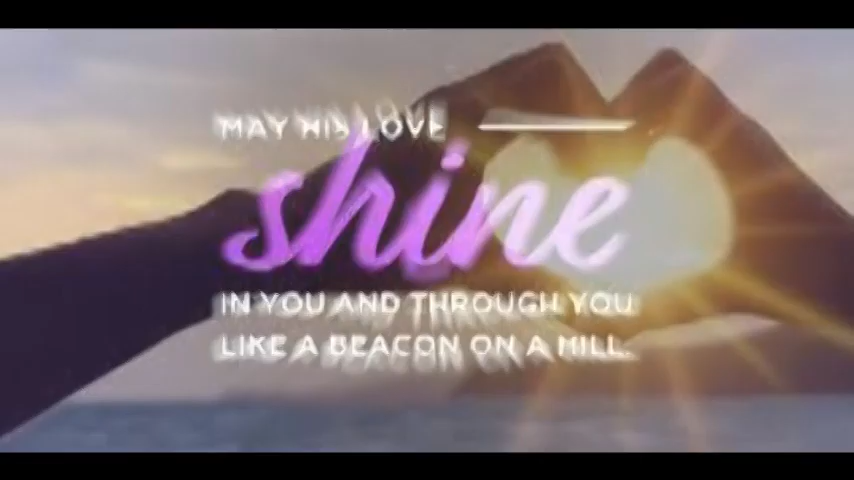 MAY HIS LOVE
shine
IN YOU AND THROUGH YOU
LIKE A BEACON ON A HILL.